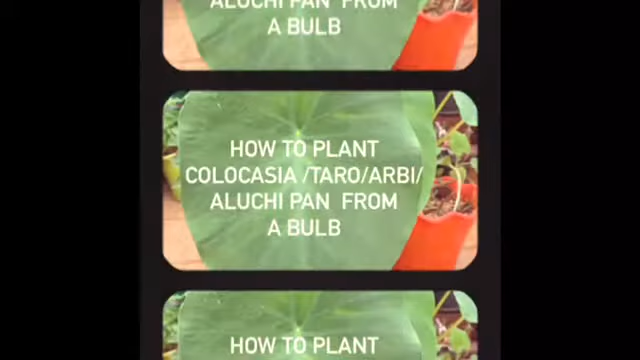 ALUCHI PAN FROM
A BULB
HOW TO PLANT
COLOCASIA /TARO/ARBI/
ALUCHI PAN FROM
A BULB
HOW TO PLANT